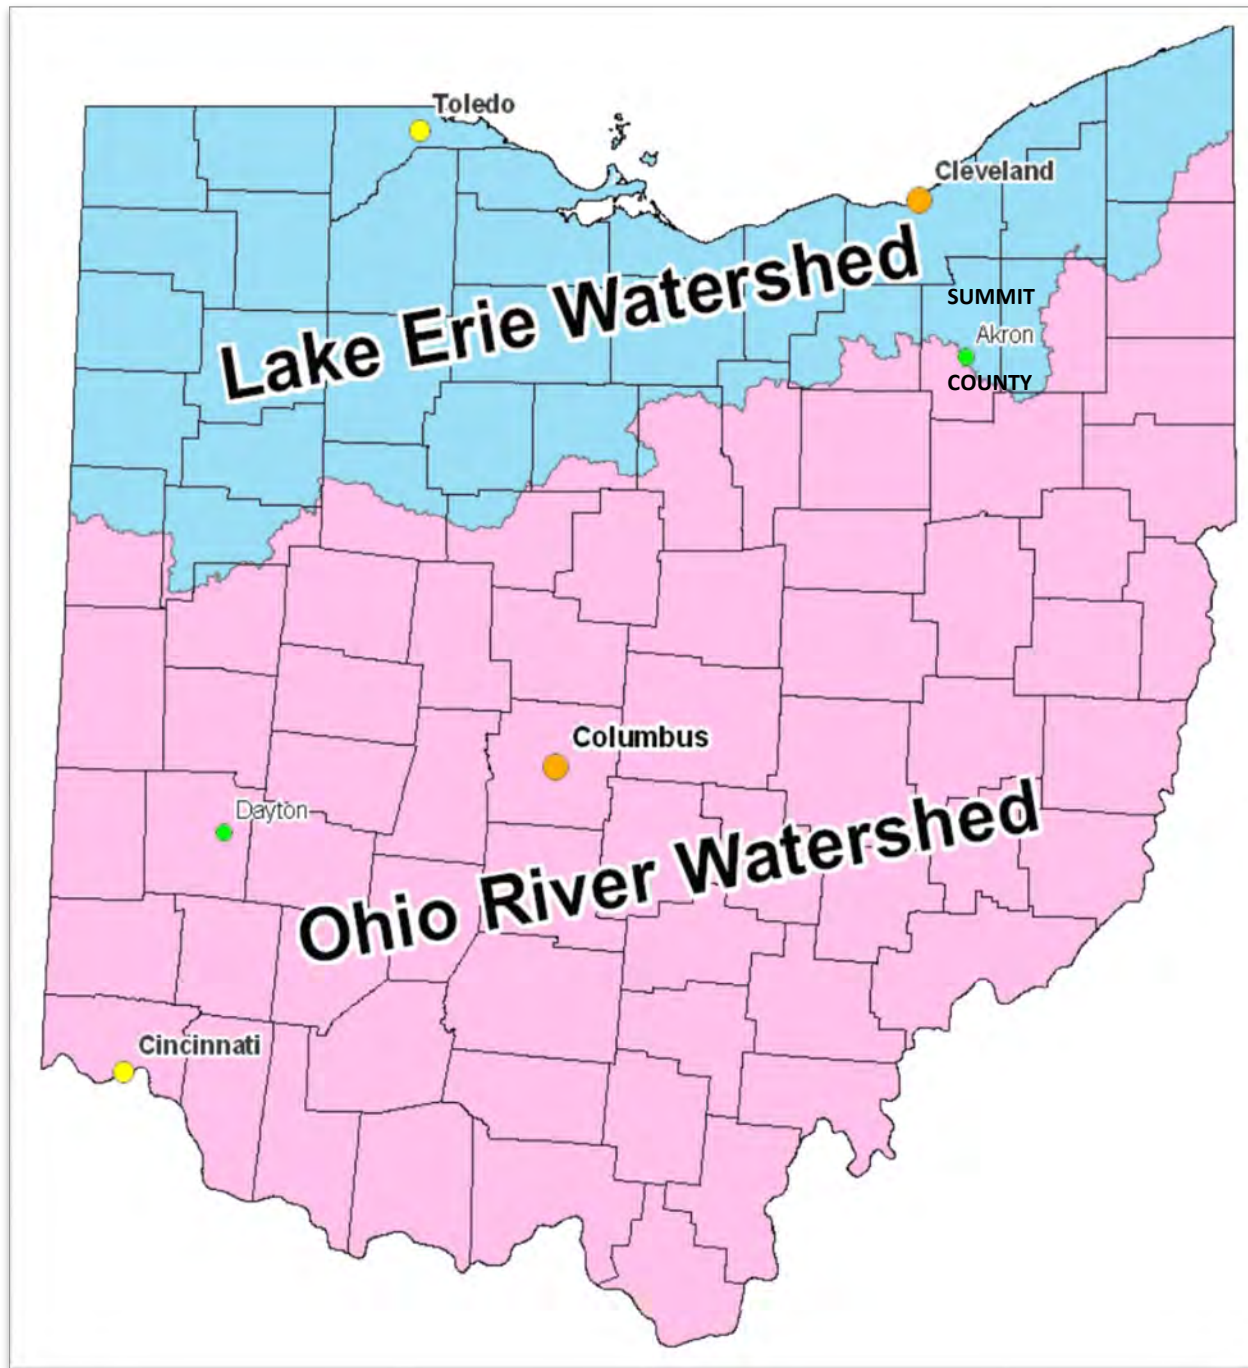 Toledo
Cleveland
Lake Erie Watershed
SUMMIT
Akron
COUNTY
Columbus
Dayton
Ohio River Watershed
Cincinnati